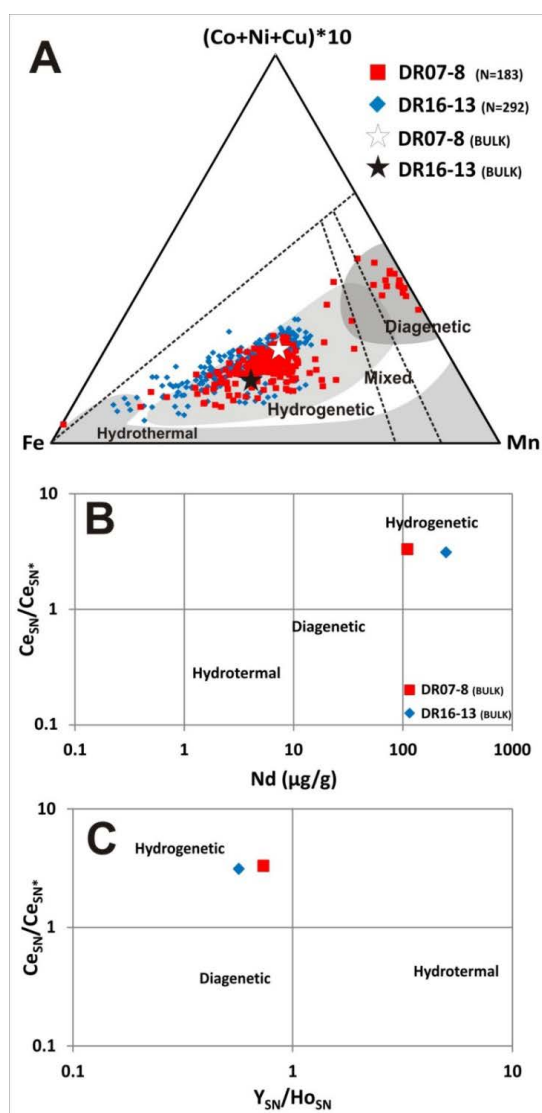 (Co+Ni+Cu)*10
A
DR07-8 (N=183)
DR16-13 (N=292)
DR07-8 (BULK)
DR16-13 (BULK)
Diagenetic
Mixed
Hydrogenetic
Hydrothermal
Fe
Mn
B
10
Hydrogenetic
CeSN/CeSN*
1
Diagenetic
Hydrotermal
DR07-8 (BULK)
DR16-13 (BULK)
0.1
0.1 1 10 100 1000
Nd (µg/g)
C
10
Hydrogenetic
CeSN/CeSN*
1
Diagenetic
Hydrotermal
0.1
0.1 1 10
YSN/HoSN